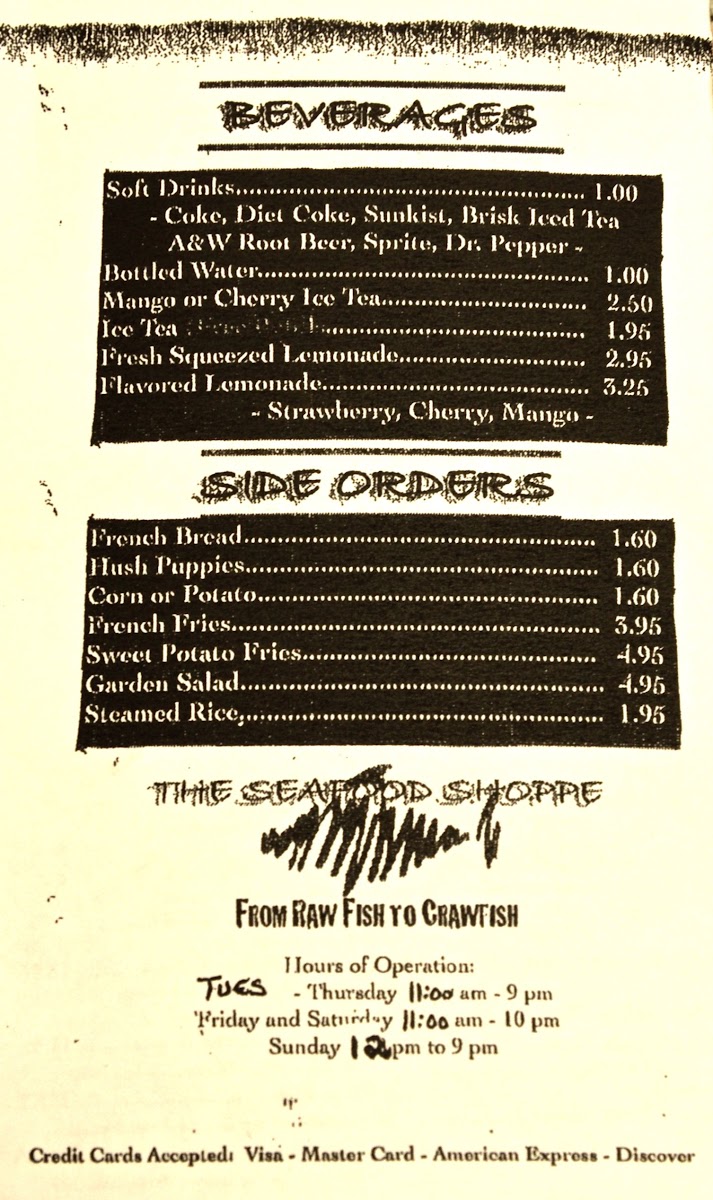 BEVERAGES
Soft Drinks................................................ 1.00
- Coke, Diet Coke, Sunkist, Brisk Iced Tea
A&W Root Beer, Sprite, Dr. Pepper -
Bottled Water............................................. 1.00
Mango or Cherry Ice Tea............................ 2.50
Ice Tea ................................... 1.95
Fresh Squeezed Lemonade......................... 2.95
Flavored Lemonade..................................... 3.25
- Strawberry, Cherry, Mango -
SIDE ORDERS
French Bread................................................ 1.60
Hush Puppies................................................ 1.60
Corn or Potato.............................................. 1.60
French Fries.................................................. 3.95
Sweet Potato Fries........................................ 4.95
Garden Salad................................................. 4.95
Steamed Rice,................................................ 1.95
THE SEAFOOD SHOPPE
FROM RAW FISH TO CRAWFISH
Hours of Operation:
TUES - Thursday 11:00 am - 9 pm
Friday and Saturday 11:00 am - 10 pm
Sunday 12 pm to 9 pm
Credit Cards Accepted: Visa - Master Card - American Express - Discover